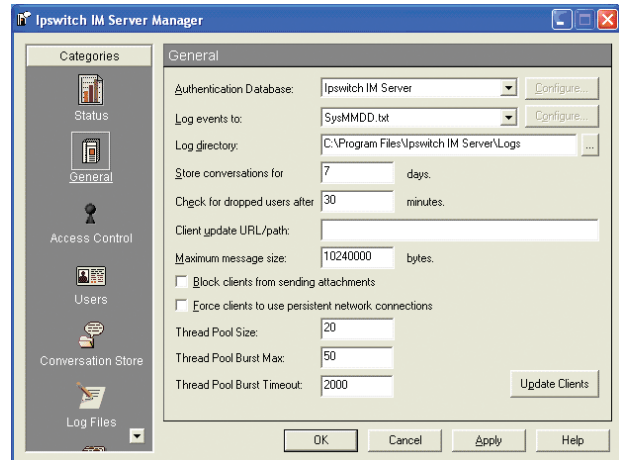 Ipswitch IM Server Manager
Categories
Status
General
Access Control
Users
Conversation Store
Log Files
General
Authentication Database: Ipswitch IM Server Configure...
Log events to: SysMMDD.txt Configure...
Log directory: C:\Program Files\Ipswitch IM Server\Logs ...
Store conversations for 7 days.
Check for dropped users after 30 minutes.
Client update URL/path:
Maximum message size: 10240000 bytes.
Block clients from sending attachments
Force clients to use persistent network connections
Thread Pool Size: 20
Thread Pool Burst Max: 50
Thread Pool Burst Timeout: 2000 Update Clients
OK Cancel Apply Help